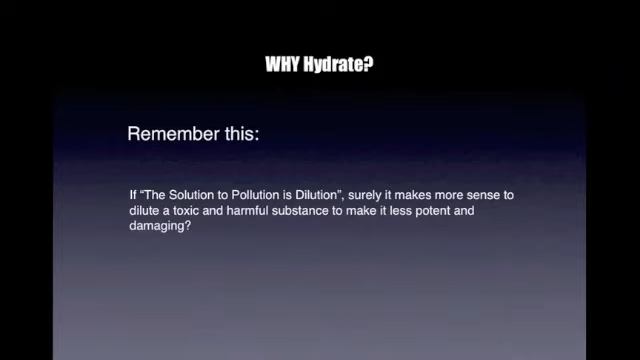 WHY Hydrate?
Remember this:
If “The Solution to Pollution is Dilution”, surely it makes more sense to
dilute a toxic and harmful substance to make it less potent and
damaging?